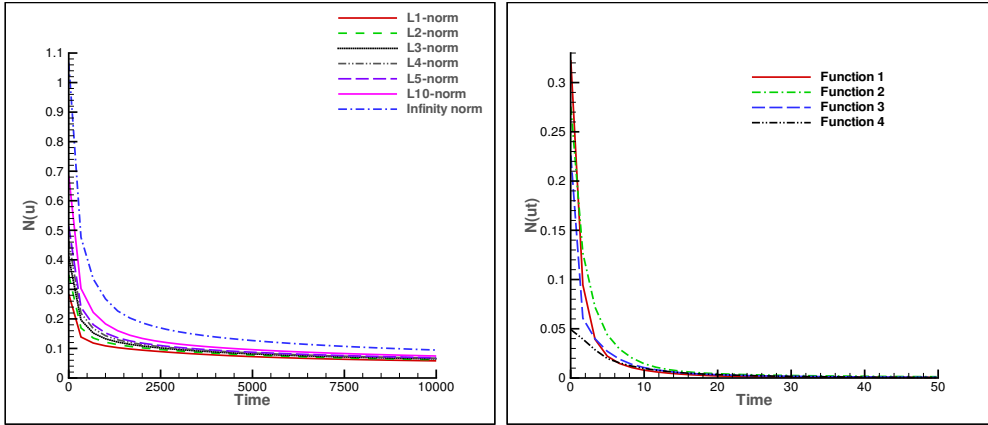 L1-norm
L2-norm
L3-norm
L4-norm
L5-norm
L10-norm
Infinity norm
1.1
1
0.9
0.8
0.7
0.6
0.5
0.4
0.3
0.2
0.1
0
N(u)
0 2500 5000 7500 10000
Time
Function 1
Function 2
Function 3
Function 4
0.3
0.25
0.2
0.15
0.1
0.05
0
N(ut)
0 10 20 30 40 50
Time